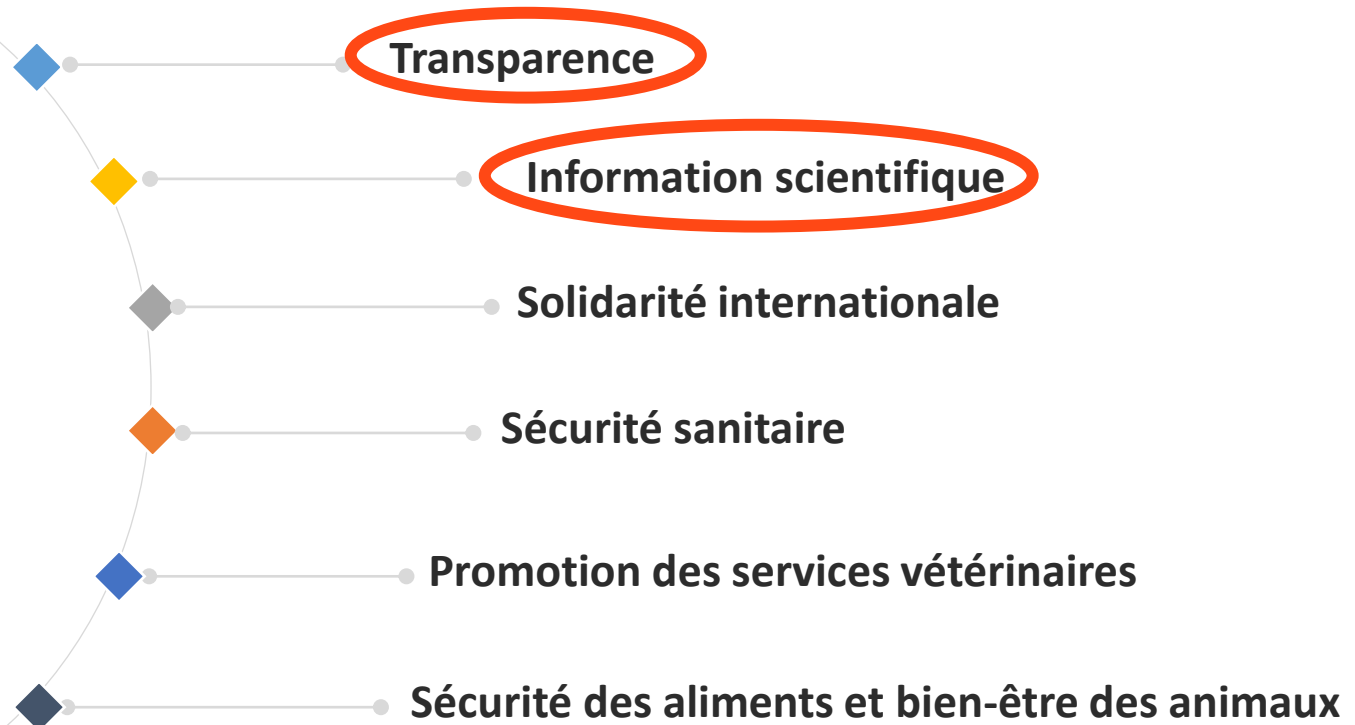 Transparence
Information scientifique
Solidarité internationale
Sécurité sanitaire
Promotion des services vétérinaires
Sécurité des aliments et bien-être des animaux